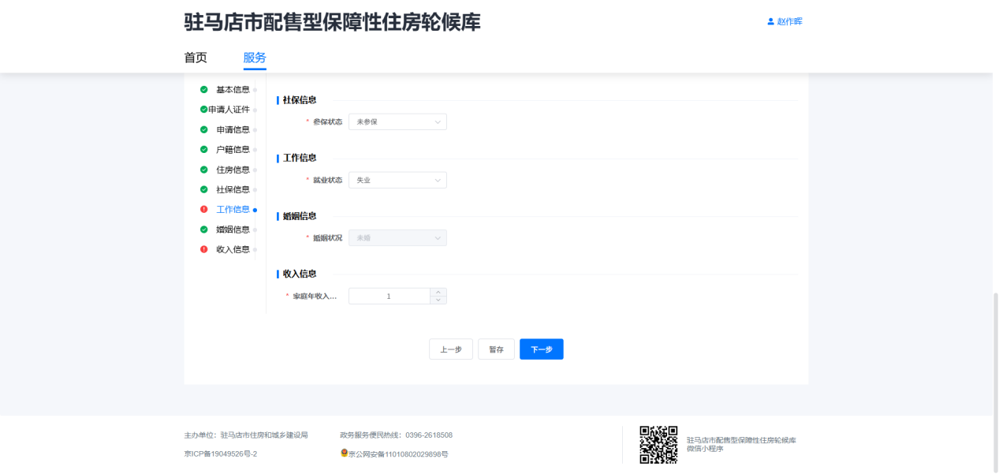 驻马店市配售型保障性住房轮候库
赵作晖
首页
服务
基本信息
申请人证件
申请信息
户籍信息
住房信息
社保信息
工作信息
婚姻信息
收入信息
社保信息
* 参保状态 未参保
工作信息
* 就业状态 失业
婚姻信息
* 婚姻状况 未婚
收入信息
* 家庭年收入... 1
上一步 暂存 下一步
主办单位：驻马店市住房和城乡建设局 政务服务便民热线：0396-2618508
京ICP备19049526号-2 京公网安备11010802029898号
驻马店市配售型保障性住房轮候库
微信小程序